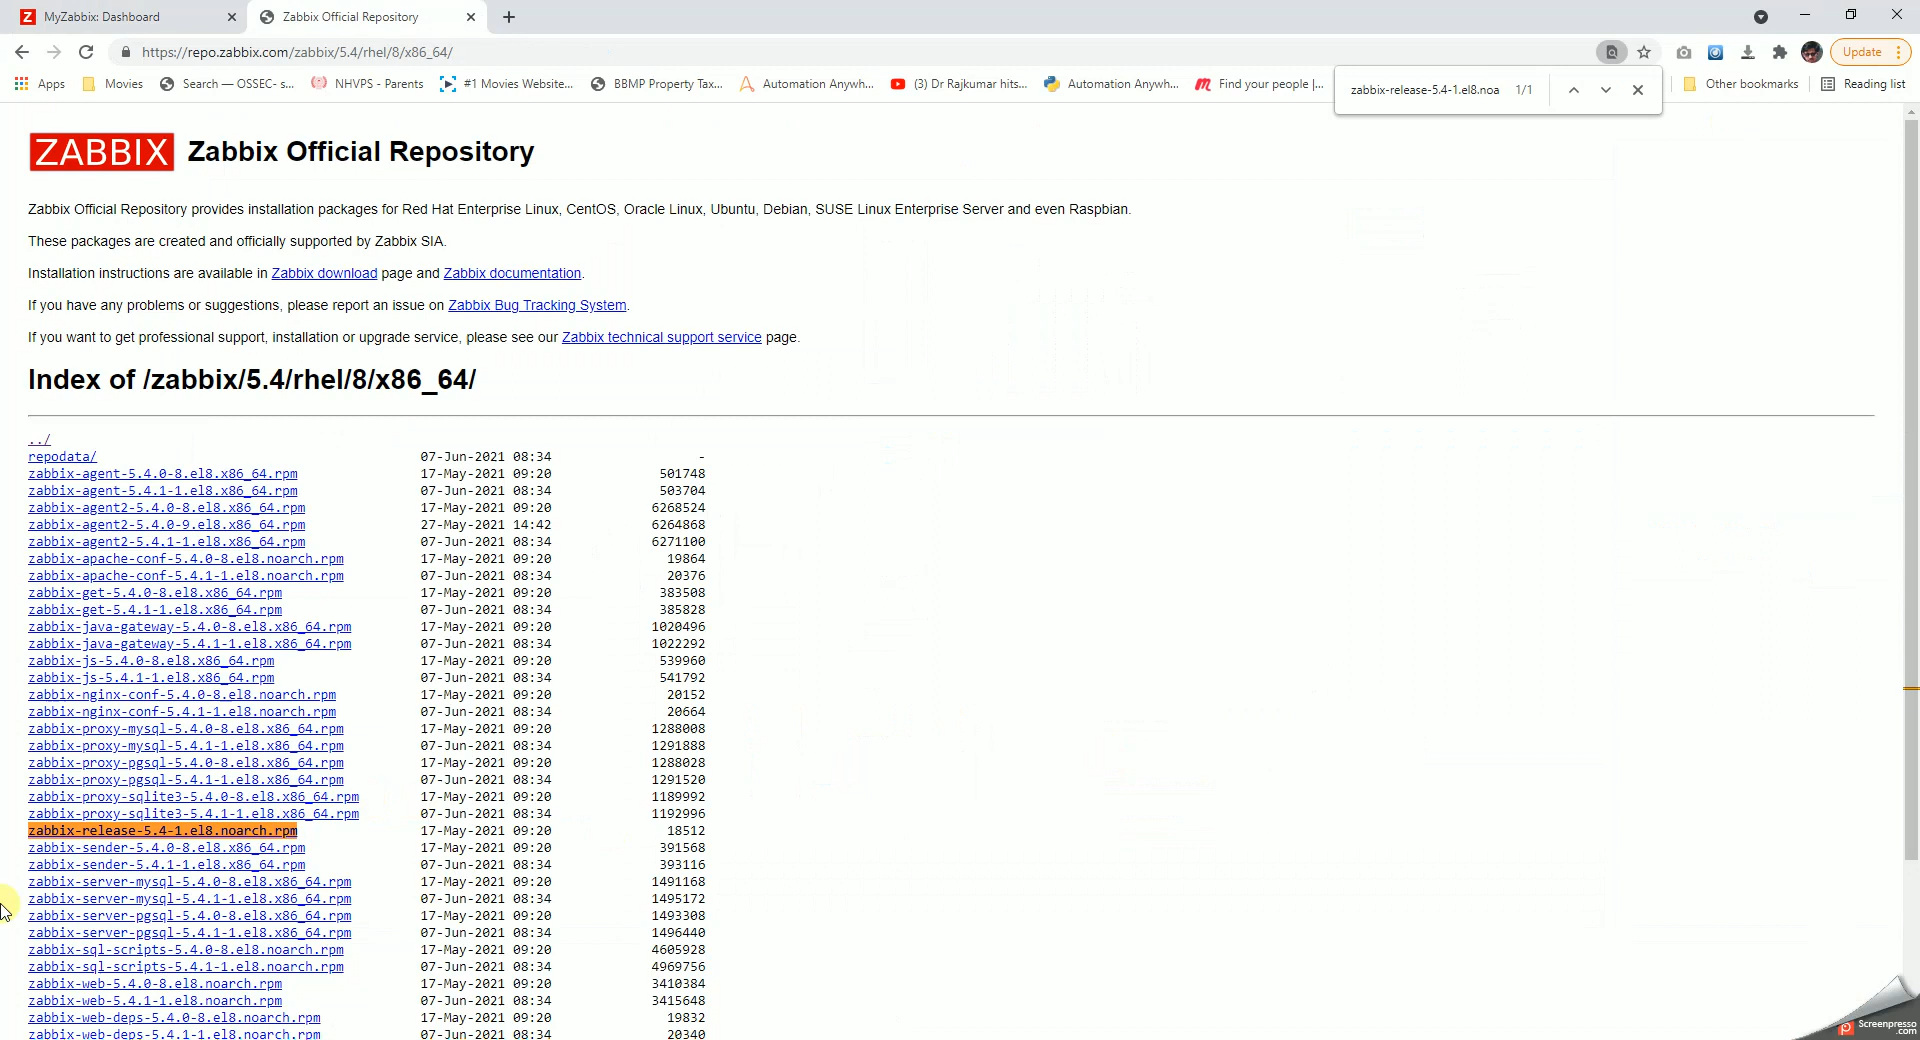 MyZabbix: Dashboard
Zabbix Official Repository
https://repo.zabbix.com/zabbix/5.4/rhel/8/x86_64/
Update
Apps
Movies
Search — OSSEC- s...
NHVPS - Parents
#1 Movies Website...
BBMP Property Tax...
Automation Anywh...
(3) Dr Rajkumar hits...
Automation Anywh...
Find your people |...
zabbix-release-5.4-1.el8.noa 1/1
Other bookmarks
Reading list
ZABBIX Zabbix Official Repository
Zabbix Official Repository provides installation packages for Red Hat Enterprise Linux, CentOS, Oracle Linux, Ubuntu, Debian, SUSE Linux Enterprise Server and even Raspbian.
These packages are created and officially supported by Zabbix SIA.
Installation instructions are available in Zabbix download page and Zabbix documentation.
If you have any problems or suggestions, please report an issue on Zabbix Bug Tracking System.
If you want to get professional support, installation or upgrade service, please see our Zabbix technical support service page.
Index of /zabbix/5.4/rhel/8/x86_64/
../
repodata/ 07-Jun-2021 08:34 -
zabbix-agent-5.4.0-8.el8.x86_64.rpm 17-May-2021 09:20 501748
zabbix-agent-5.4.1-1.el8.x86_64.rpm 07-Jun-2021 08:34 503704
zabbix-agent2-5.4.0-8.el8.x86_64.rpm 17-May-2021 09:20 6268524
zabbix-agent2-5.4.0-9.el8.x86_64.rpm 27-May-2021 14:42 6264868
zabbix-agent2-5.4.1-1.el8.x86_64.rpm 07-Jun-2021 08:34 6271100
zabbix-apache-conf-5.4.0-8.el8.noarch.rpm 17-May-2021 09:20 19864
zabbix-apache-conf-5.4.1-1.el8.noarch.rpm 07-Jun-2021 08:34 20376
zabbix-get-5.4.0-8.el8.x86_64.rpm 17-May-2021 09:20 383508
zabbix-get-5.4.1-1.el8.x86_64.rpm 07-Jun-2021 08:34 385828
zabbix-java-gateway-5.4.0-8.el8.x86_64.rpm 17-May-2021 09:20 1020496
zabbix-java-gateway-5.4.1-1.el8.x86_64.rpm 07-Jun-2021 08:34 1022292
zabbix-js-5.4.0-8.el8.x86_64.rpm 17-May-2021 09:20 539960
zabbix-js-5.4.1-1.el8.x86_64.rpm 07-Jun-2021 08:34 541792
zabbix-nginx-conf-5.4.0-8.el8.noarch.rpm 17-May-2021 09:20 20152
zabbix-nginx-conf-5.4.1-1.el8.noarch.rpm 07-Jun-2021 08:34 20664
zabbix-proxy-mysql-5.4.0-8.el8.x86_64.rpm 17-May-2021 09:20 1288008
zabbix-proxy-mysql-5.4.1-1.el8.x86_64.rpm 07-Jun-2021 08:34 1291888
zabbix-proxy-pgsql-5.4.0-8.el8.x86_64.rpm 17-May-2021 09:20 1288028
zabbix-proxy-pgsql-5.4.1-1.el8.x86_64.rpm 07-Jun-2021 08:34 1291520
zabbix-proxy-sqlite3-5.4.0-8.el8.x86_64.rpm 17-May-2021 09:20 1189992
zabbix-proxy-sqlite3-5.4.1-1.el8.x86_64.rpm 07-Jun-2021 08:34 1192996
zabbix-release-5.4-1.el8.noarch.rpm 17-May-2021 09:20 18512
zabbix-sender-5.4.0-8.el8.x86_64.rpm 17-May-2021 09:20 391568
zabbix-sender-5.4.1-1.el8.x86_64.rpm 07-Jun-2021 08:34 393116
zabbix-server-mysql-5.4.0-8.el8.x86_64.rpm 17-May-2021 09:20 1491168
zabbix-server-mysql-5.4.1-1.el8.x86_64.rpm 07-Jun-2021 08:34 1495172
zabbix-server-pgsql-5.4.0-8.el8.x86_64.rpm 17-May-2021 09:20 1493308
zabbix-server-pgsql-5.4.1-1.el8.x86_64.rpm 07-Jun-2021 08:34 1496440
zabbix-sql-scripts-5.4.0-8.el8.noarch.rpm 17-May-2021 09:20 4605928
zabbix-sql-scripts-5.4.1-1.el8.noarch.rpm 07-Jun-2021 08:34 4969756
zabbix-web-5.4.0-8.el8.noarch.rpm 17-May-2021 09:20 3410384
zabbix-web-5.4.1-1.el8.noarch.rpm 07-Jun-2021 08:34 3415648
zabbix-web-deps-5.4.0-8.el8.noarch.rpm 17-May-2021 09:20 19832
zabbix-web-deps-5.4.1-1.el8.noarch.rpm 07-Jun-2021 08:34 20340
Screenpresso
.com